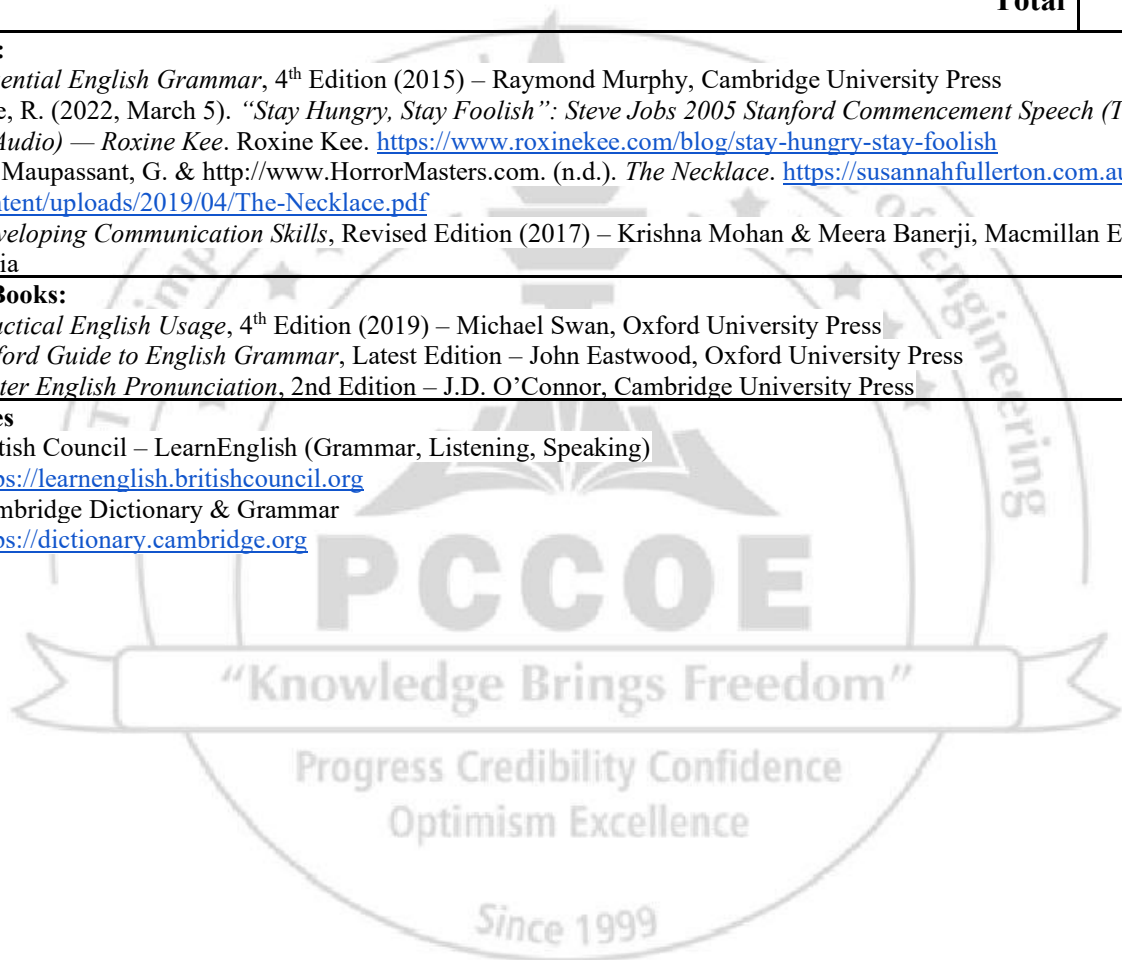 Total
:
ential English Grammar, 4th Edition (2015) – Raymond Murphy, Cambridge University Press
e, R. (2022, March 5). “Stay Hungry, Stay Foolish”: Steve Jobs 2005 Stanford Commencement Speech (T
Audio) — Roxine Kee. Roxine Kee. https://www.roxinekee.com/blog/stay-hungry-stay-foolish
Maupassant, G. & http://www.HorrorMasters.com. (n.d.). The Necklace. https://susannahfullerton.com.au
ntent/uploads/2019/04/The-Necklace.pdf
veloping Communication Skills, Revised Edition (2017) – Krishna Mohan & Meera Banerji, Macmillan E
ia
Books:
actical English Usage, 4th Edition (2019) – Michael Swan, Oxford University Press
ford Guide to English Grammar, Latest Edition – John Eastwood, Oxford University Press
ter English Pronunciation, 2nd Edition – J.D. O’Connor, Cambridge University Press
es
tish Council – LearnEnglish (Grammar, Listening, Speaking)
ps://learnenglish.britishcouncil.org
mbridge Dictionary & Grammar
ps://dictionary.cambridge.org
of Engineering
PCCOE
“Knowledge Brings Freedom”
Progress Credibility Confidence
Optimism Excellence
Since 1999